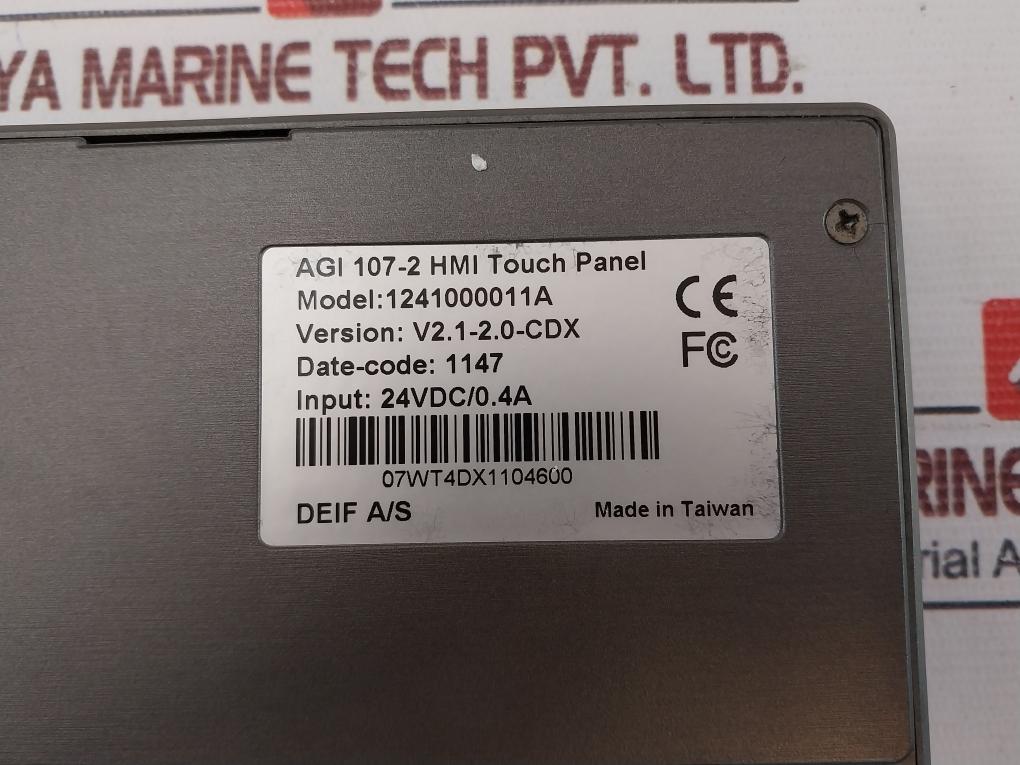 YA MARINE TECH PVT. LTD.
AGI 107-2 HMI Touch Panel
Model:1241000011A
Version: V2.1-2.0-CDX
Date-code: 1147
Input: 24VDC/0.4A
CE
FC
07WT4DX1104600
DEIF A/S
Made in Taiwan
RINE
rial A